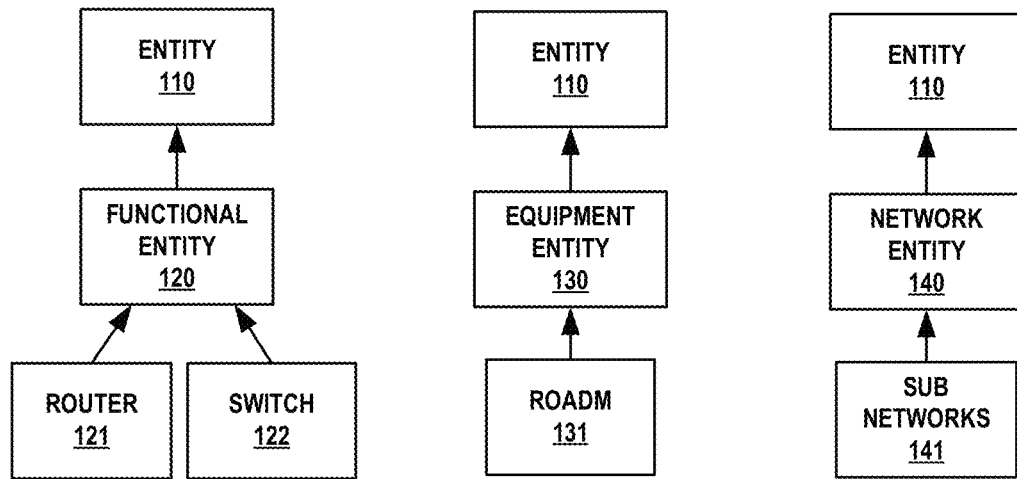 ENTITY
110
FUNCTIONAL
ENTITY
120
ROUTER
121
SWITCH
122
ENTITY
110
EQUIPMENT
ENTITY
130
ROADM
131
ENTITY
110
NETWORK
ENTITY
140
SUB
NETWORKS
141